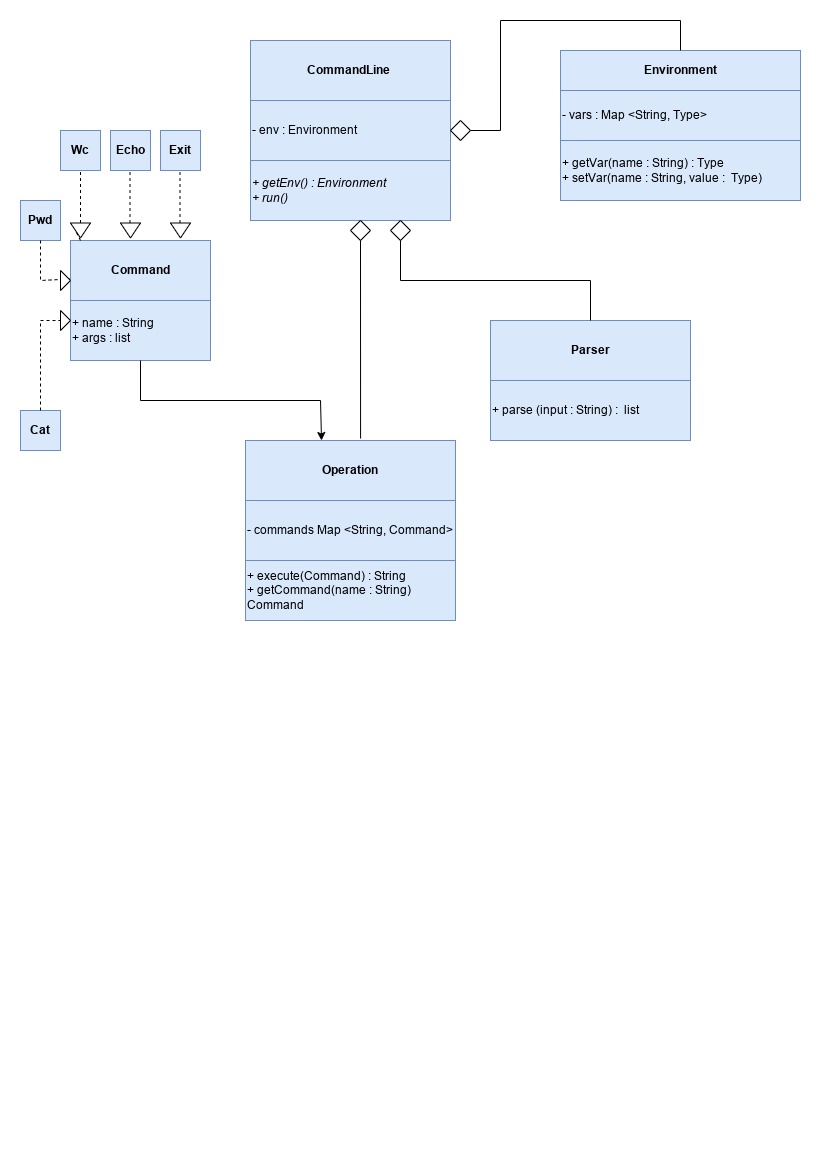 CommandLine
- env : Environment
+ getEnv() : Environment
+ run()
Environment
- vars : Map <String, Type>
+ getVar(name : String) : Type
+ setVar(name : String, value :  Type)
Wc
Echo
Exit
Pwd
Command
+ name : String
+ args : list
Cat
Parser
+ parse (input : String) :  list
Operation
- commands Map <String, Command>
+ execute(Command) : String
+ getCommand(name : String)
Command